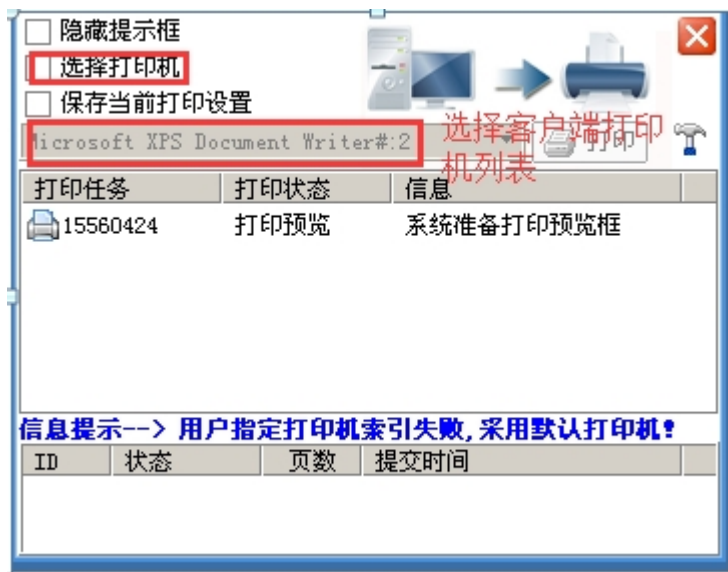 隐藏提示框
选择打印机
保存当前打印设置
Microsoft XPS Document Writer#:2
选择客户端打印
机列表
打印
打印任务 打印状态 信息
15560424 打印预览 系统准备打印预览框
信息提示--> 用户指定打印机索引失败,采用默认打印机!
ID 状态 页数 提交时间